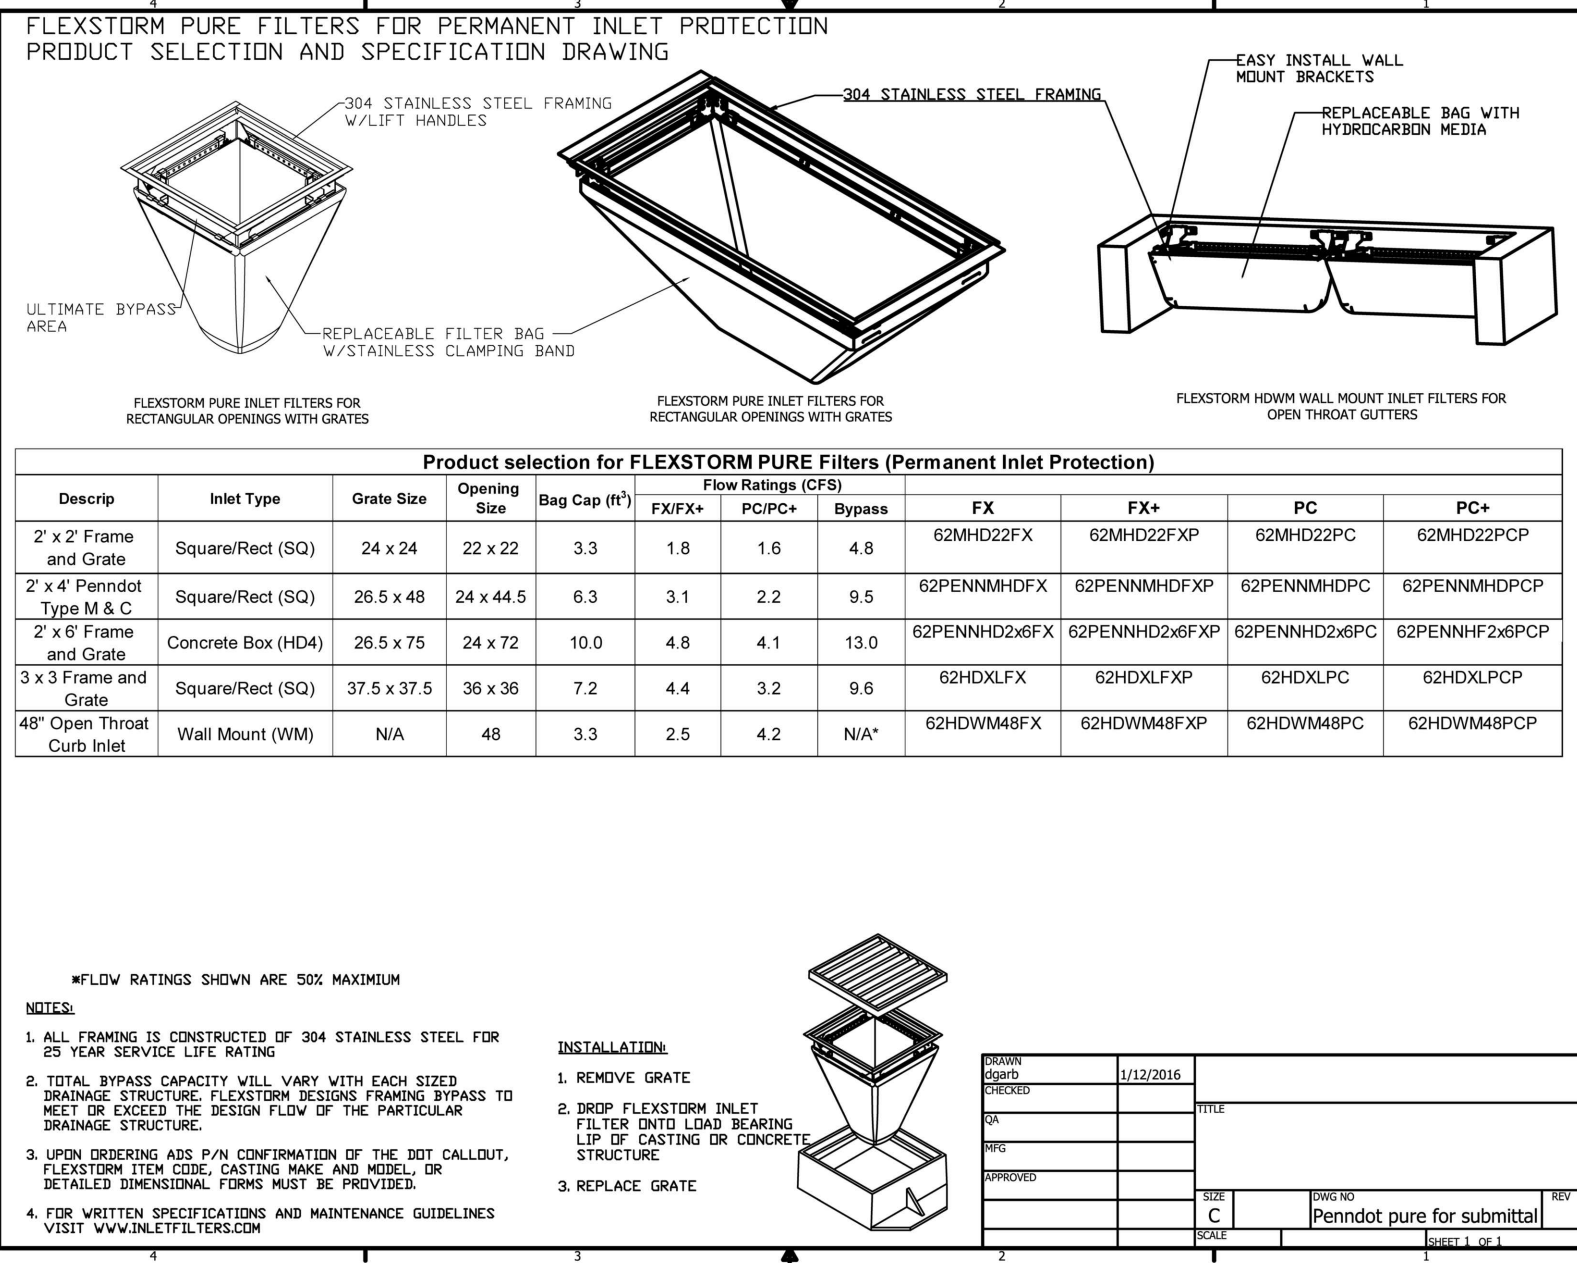 4 3 2 1
FLEXSTORM PURE FILTERS FOR PERMANENT INLET PROTECTION
PRODUCT SELECTION AND SPECIFICATION DRAWING
304 STAINLESS STEEL FRAMING
W/LIFT HANDLES
304 STAINLESS STEEL FRAMING
EASY INSTALL WALL
MOUNT BRACKETS
REPLACEABLE BAG WITH
HYDROCARBON MEDIA
ULTIMATE BYPASS
AREA
REPLACEABLE FILTER BAG
W/STAINLESS CLAMPING BAND
FLEXSTORM PURE INLET FILTERS FOR
RECTANGULAR OPENINGS WITH GRATES
FLEXSTORM PURE INLET FILTERS FOR
RECTANGULAR OPENINGS WITH GRATES
FLEXSTORM HDWM WALL MOUNT INLET FILTERS FOR
OPEN THROAT GUTTERS
Product selection for FLEXSTORM PURE Filters (Permanent Inlet Protection)
Descrip Inlet Type Grate Size Opening Size Bag Cap (ft³) Flow Ratings (CFS)
FX/FX+ PC/PC+ Bypass FX FX+ PC PC+
2' x 2' Frame and Grate Square/Rect (SQ) 24 x 24 22 x 22 3.3 1.8 1.6 4.8 62MHD22FX 62MHD22FXP 62MHD22PC 62MHD22PCP
2' x 4' Penndot Type M & C Square/Rect (SQ) 26.5 x 48 24 x 44.5 6.3 3.1 2.2 9.5 62PENNMHDFX 62PENNMHDFXP 62PENNMHDPC 62PENNMHDPCP
2' x 6' Frame and Grate Concrete Box (HD4) 26.5 x 75 24 x 72 10.0 4.8 4.1 13.0 62PENNHD2x6FX 62PENNHD2x6FXP 62PENNHD2x6PC 62PENNHF2x6PCP
3 x 3 Frame and Grate Square/Rect (SQ) 37.5 x 37.5 36 x 36 7.2 4.4 3.2 9.6 62HDXLFX 62HDXLFXP 62HDXLPC 62HDXLPCP
48" Open Throat Curb Inlet Wall Mount (WM) N/A 48 3.3 2.5 4.2 N/A* 62HDWM48FX 62HDWM48FXP 62HDWM48PC 62HDWM48PCP
*FLOW RATINGS SHOWN ARE 50% MAXIMIUM
NOTES:
1. ALL FRAMING IS CONSTRUCTED OF 304 STAINLESS STEEL FOR
25 YEAR SERVICE LIFE RATING
2. TOTAL BYPASS CAPACITY WILL VARY WITH EACH SIZED
DRAINAGE STRUCTURE. FLEXSTORM DESIGNS FRAMING BYPASS TO
MEET OR EXCEED THE DESIGN FLOW OF THE PARTICULAR
DRAINAGE STRUCTURE.
3. UPON ORDERING ADS P/N CONFIRMATION OF THE DOT CALLOUT,
FLEXSTORM ITEM CODE, CASTING MAKE AND MODEL, OR
DETAILED DIMENSIONAL FORMS MUST BE PROVIDED.
4. FOR WRITTEN SPECIFICATIONS AND MAINTENANCE GUIDELINES
VISIT WWW.INLETFILTERS.COM
INSTALLATION:
1. REMOVE GRATE
2. DROP FLEXSTORM INLET
FILTER ONTO LOAD BEARING
LIP OF CASTING OR CONCRETE
STRUCTURE
3. REPLACE GRATE
DRAWN
dgarb 1/12/2016
CHECKED
QA
MFG
APPROVED
TITLE
SIZE
C
DWG NO
Penndot pure for submittal
REV
SCALE
SHEET 1 OF 1
4 3 2 1